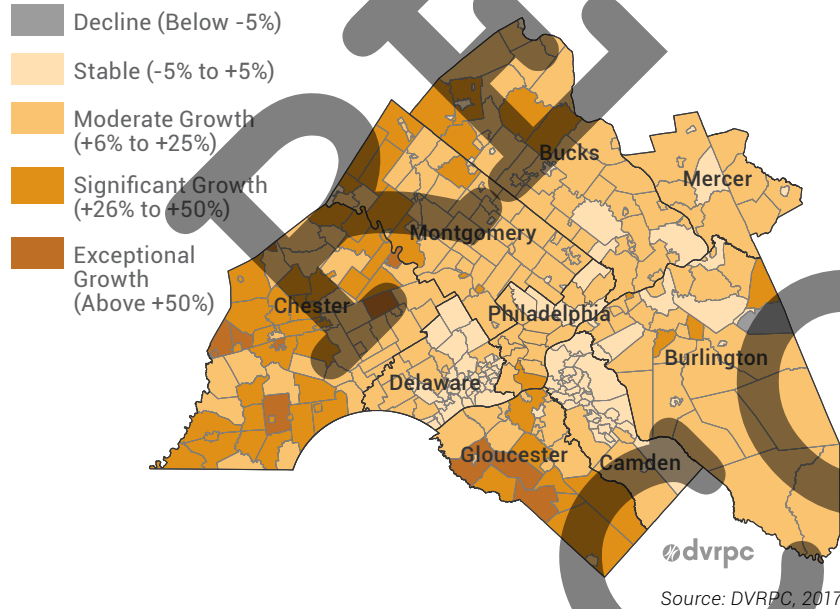 Decline (Below -5%)
Stable (-5% to +5%)
Moderate Growth
(+6% to +25%)
Significant Growth
(+26% to +50%)
Exceptional
Growth
(Above +50%)
Bucks
Mercer
Montgomery
Chester
Philadelphia
Burlington
Delaware
Gloucester
Camden
dvrpc
Source: DVRPC, 2017